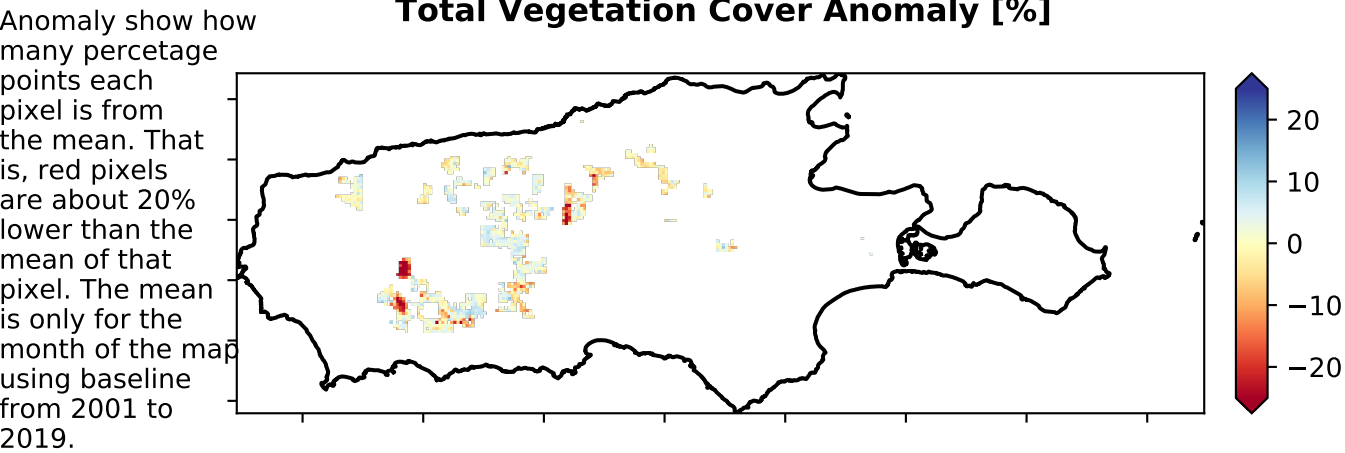 Total Vegetation Cover Anomaly [%]
Anomaly show how
many percetage
points each
pixel is from
the mean. That
is, red pixels
are about 20%
lower than the
mean of that
pixel. The mean
is only for the
month of the map
using baseline
from 2001 to
2019.
20
10
0
−10
−20